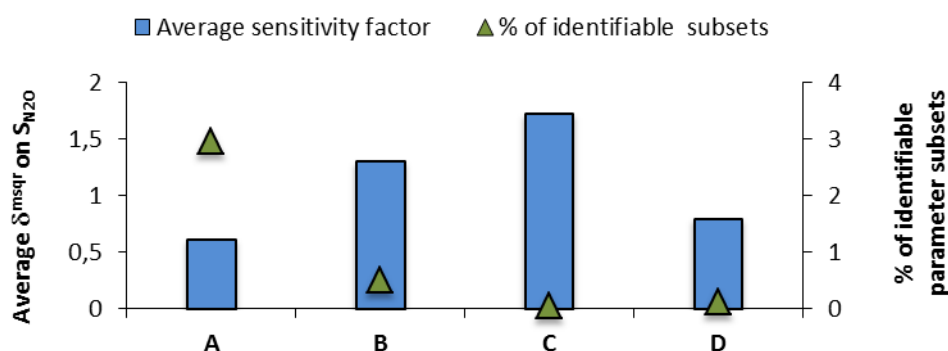 Average sensitivity factor % of identifiable subsets
Average δmsqr on SN2O
2
1,5
1
0,5
0
4
3
2
1
0
% of identifiable
parameter subsets
A B C D